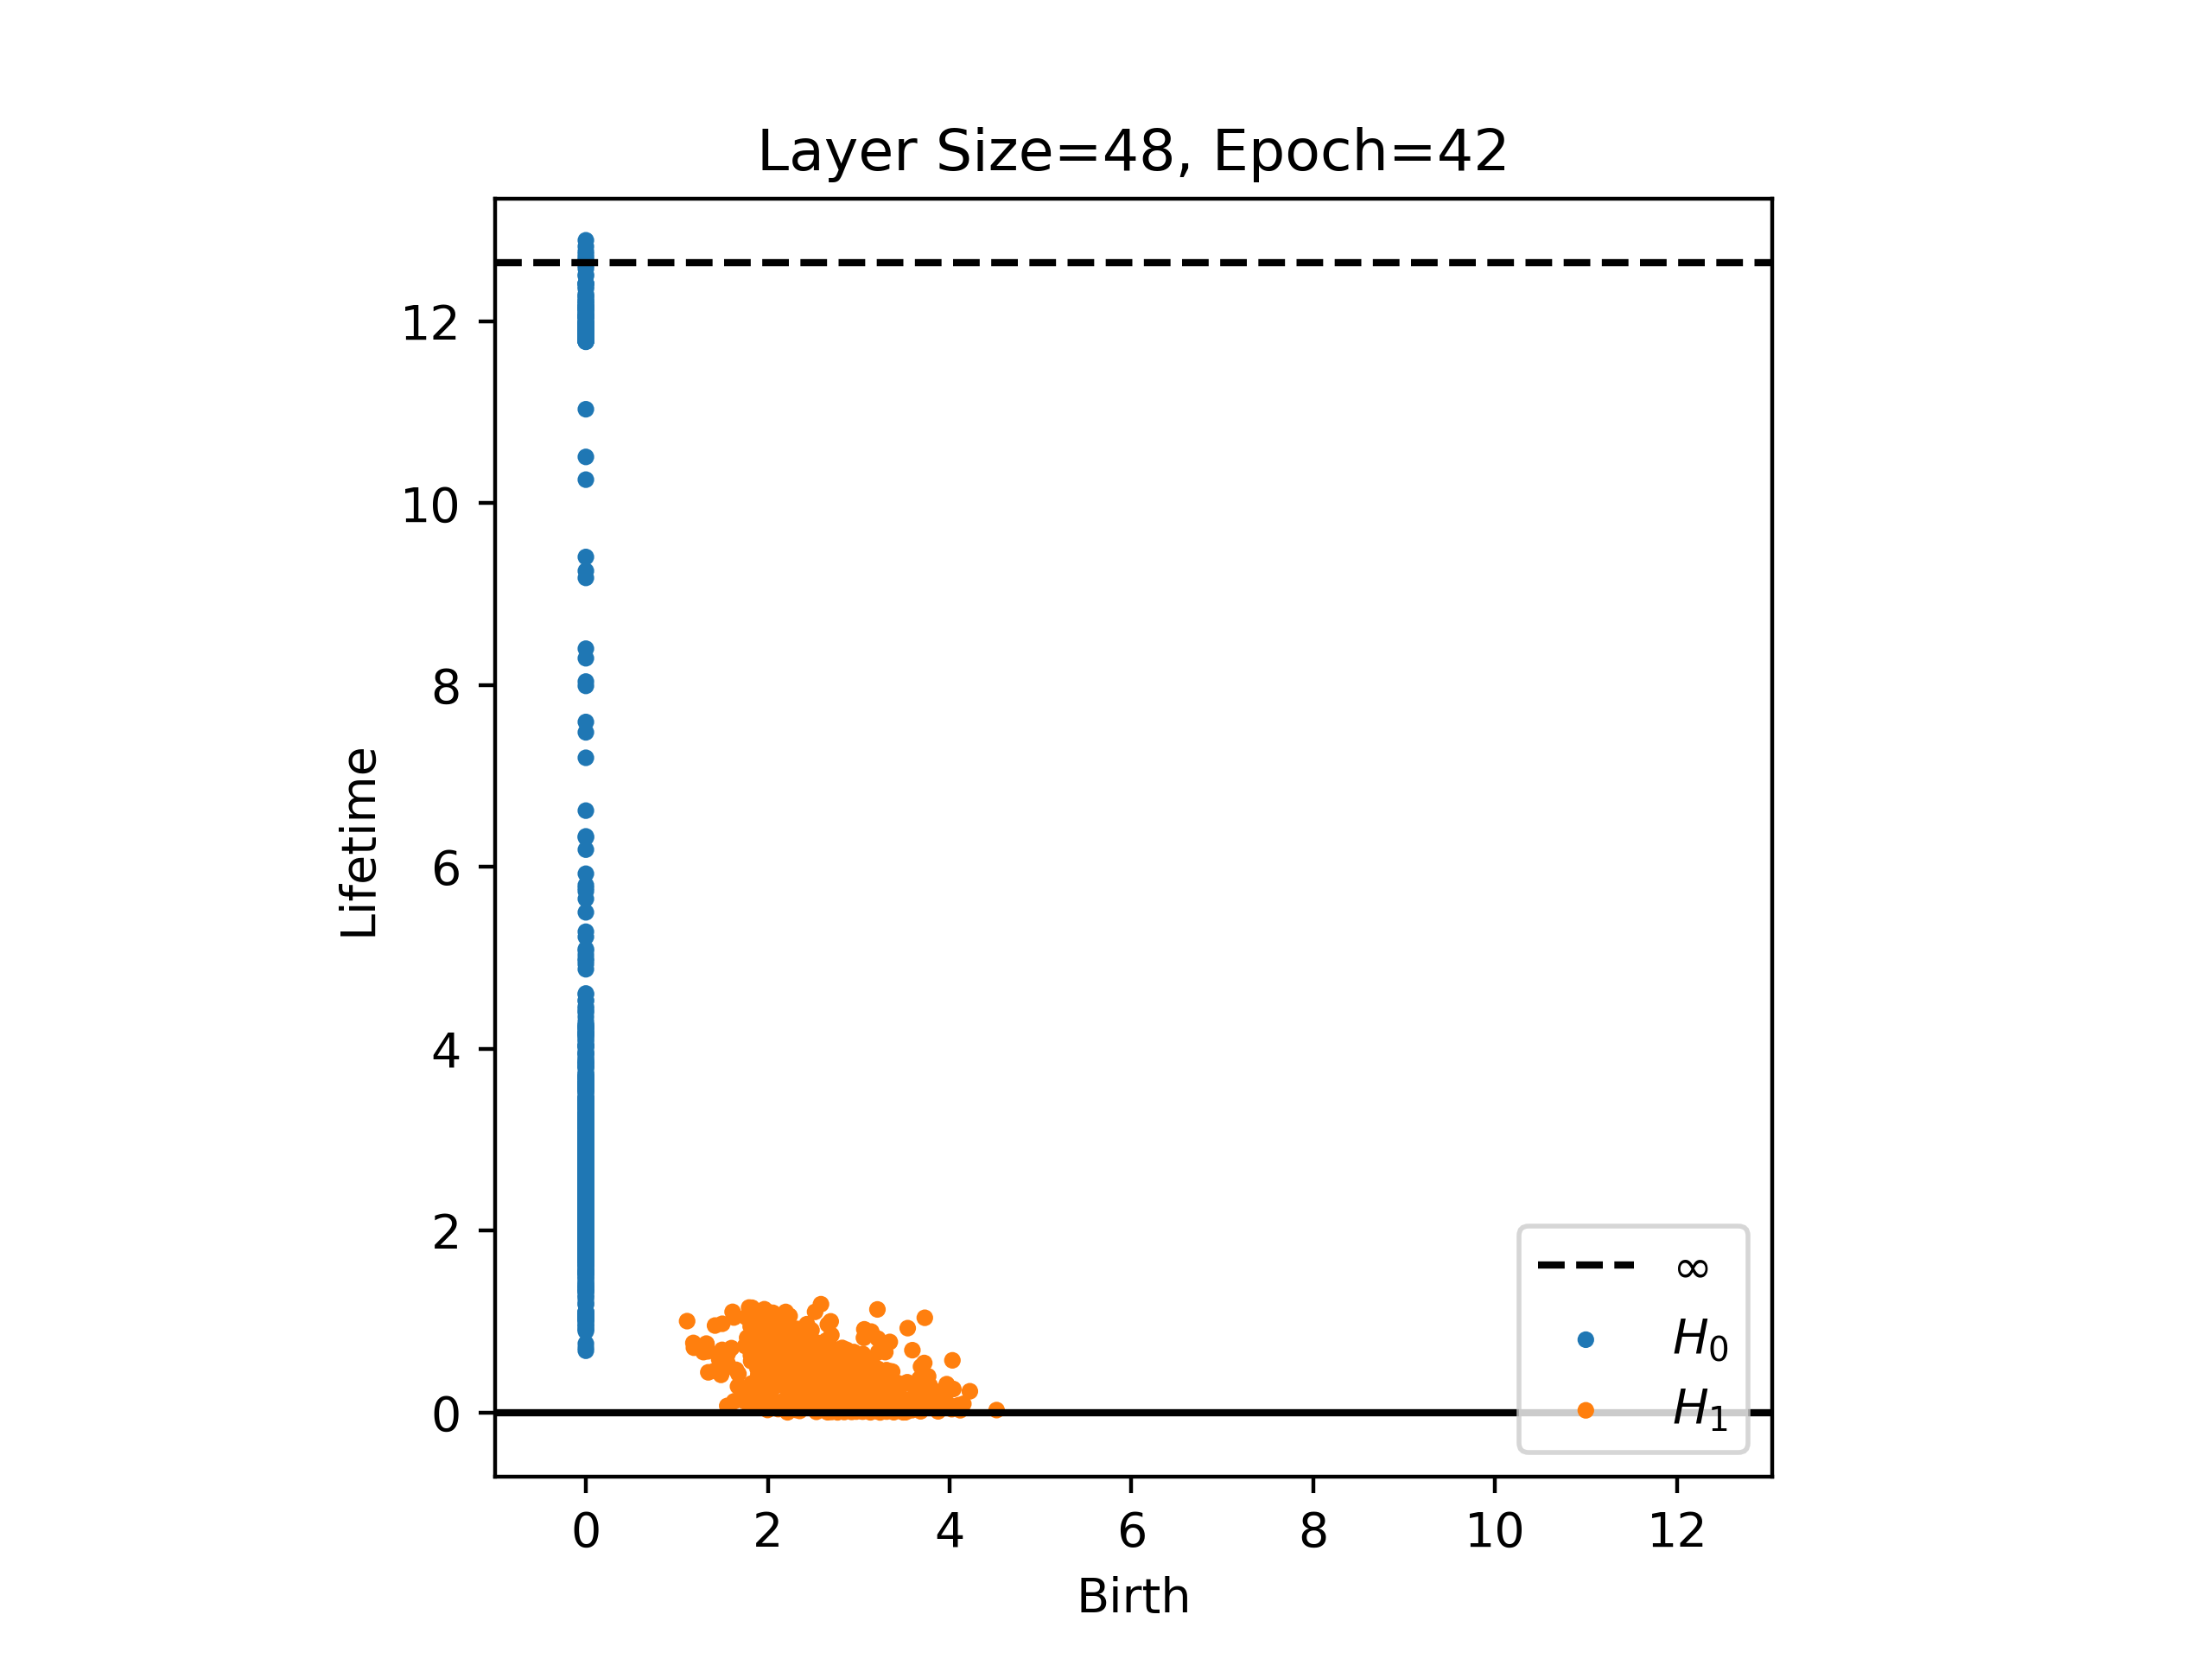 Layer Size=48, Epoch=42
12
10
8
6
4
2
0
Lifetime
∞
H₀
H₁
0 2 4 6 8 10 12
Birth